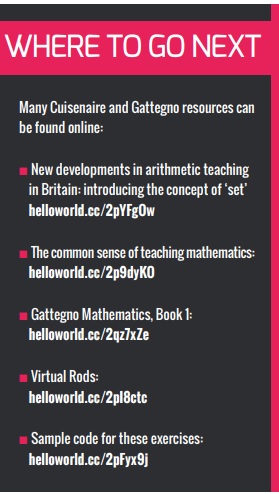 WHERE TO GO NEXT
Many Cuisenaire and Gattegno resources can
be found online:
■ New developments in arithmetic teaching
in Britain: introducing the concept of ‘set’
helloworld.cc/2pYFgOw
■ The common sense of teaching mathematics:
helloworld.cc/2p9dyKO
■ Gattegno Mathematics, Book 1:
helloworld.cc/2qz7xZe
■ Virtual Rods:
helloworld.cc/2pI8ctc
■ Sample code for these exercises:
helloworld.cc/2pFyx9j